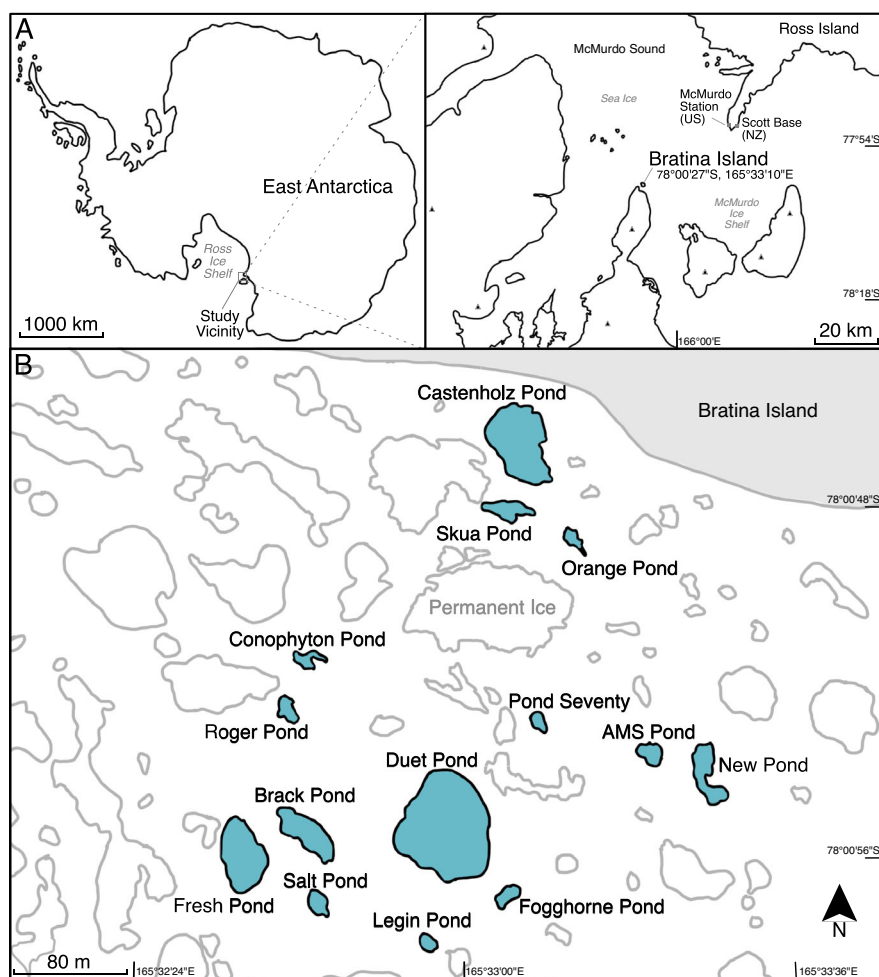 A
East Antarctica
Ross
Ice
Shelf
Study
Vicinity
1000 km
Ross Island
McMurdo Sound
Sea Ice
McMurdo
Station
(US)
Scott Base
(NZ)
77°54'S
Bratina Island
78°00'27"S, 165°33'10"E
McMurdo
Ice
Shelf
78°18'S
166°00'E
20 km
B
Castenholz Pond
Bratina Island
78°00'48"S
Skua Pond
Orange Pond
Permanent Ice
Conophyton Pond
Roger Pond
Pond Seventy
AMS Pond
New Pond
Duet Pond
Brack Pond
78°00'56"S
Salt Pond
Fresh Pond
Fogghorne Pond
Legin Pond
N
80 m
165°32'24"E
165°33'00"E
165°33'36"E